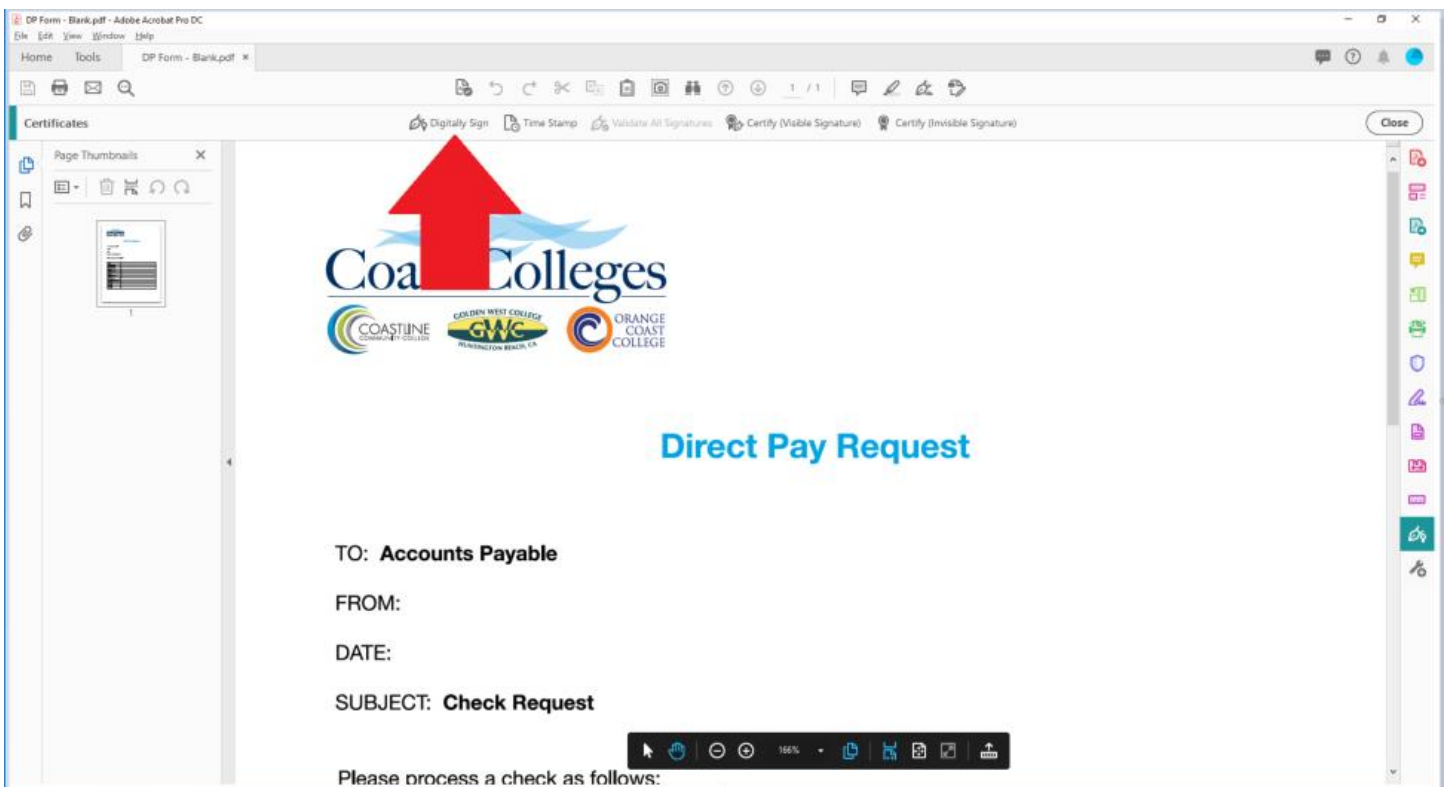 DP Form - Blank.pdf - Adobe Acrobat Pro DC
File Edit View Window Help
Home Tools DP Form - Blank.pdf ×
1 / 1
Certificates Digitally Sign Time Stamp Validate All Signatures Certify (Visible Signature) Certify (Invisible Signature) Close
Page Thumbnails ×
1
Coa Colleges
COASTLINE
COMMUNITY COLLEGE
GOLDEN WEST COLLEGE
GWC
HUNTINGTON BEACH, CA
ORANGE
COAST
COLLEGE
Direct Pay Request
TO: Accounts Payable
FROM:
DATE:
SUBJECT: Check Request
166%
Please process a check as follows: